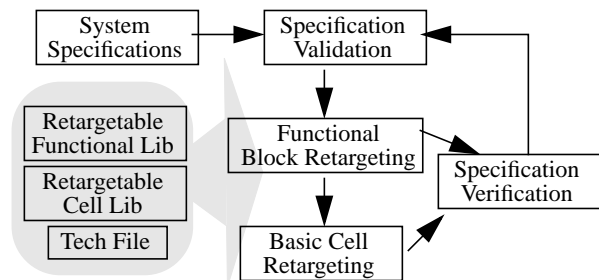 System
Specifications
Specification
Validation
Retargetable
Functional Lib
Retargetable
Cell Lib
Tech File
Functional
Block Retargeting
Specification
Verification
Basic Cell
Retargeting